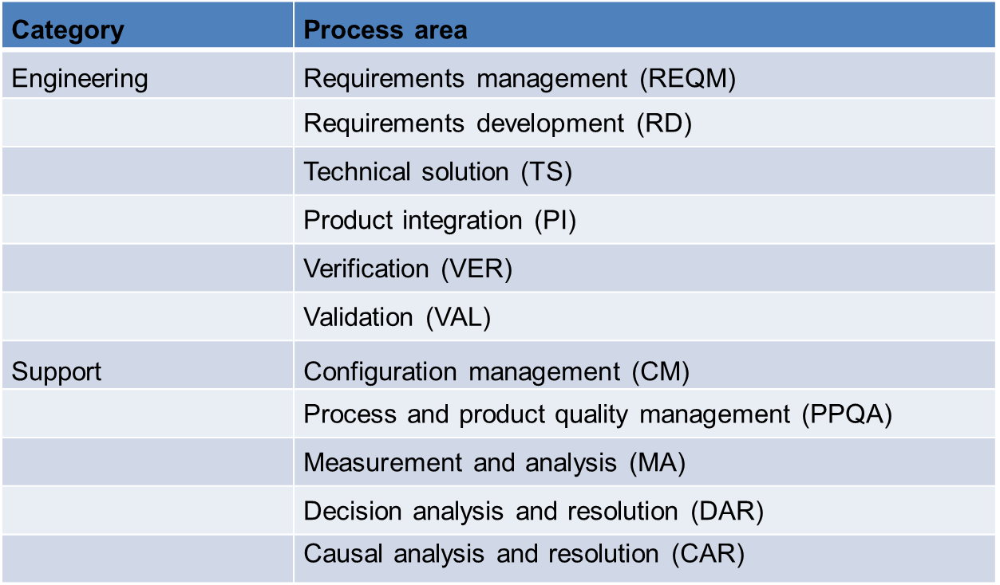 Category Process area
Engineering Requirements management (REQM)
Requirements development (RD)
Technical solution (TS)
Product integration (PI)
Verification (VER)
Validation (VAL)
Support Configuration management (CM)
Process and product quality management (PPQA)
Measurement and analysis (MA)
Decision analysis and resolution (DAR)
Causal analysis and resolution (CAR)